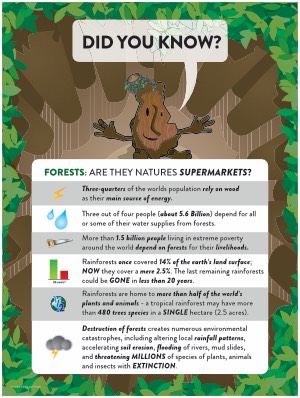 DID YOU KNOW?
FORESTS: ARE THEY NATURES SUPERMARKETS?
Three-quarters of the worlds population rely on wood
as their main source of energy.
Three out of four people (about 5.6 Billion) depend for all
or some of their water supplies from forests.
More than 1.5 billion people living in extreme poverty
around the world depend on forests for their livelihoods.
Rainforests once covered 14% of the earth's land surface;
NOW they cover a mere 2.5%. The last remaining rainforests
could be GONE in less than 20 years.
Rainforests are home to more than half of the world's
plants and animals - a tropical rainforest may have more
than 480 trees species in a SINGLE hectare (2.5 acres).
Destruction of forests creates numerous environmental
catastrophes, including altering local rainfall patterns,
accelerating soil erosion, flooding of rivers, mud slides,
and threatening MILLIONS of species of plants, animals
and insects with EXTINCTION.